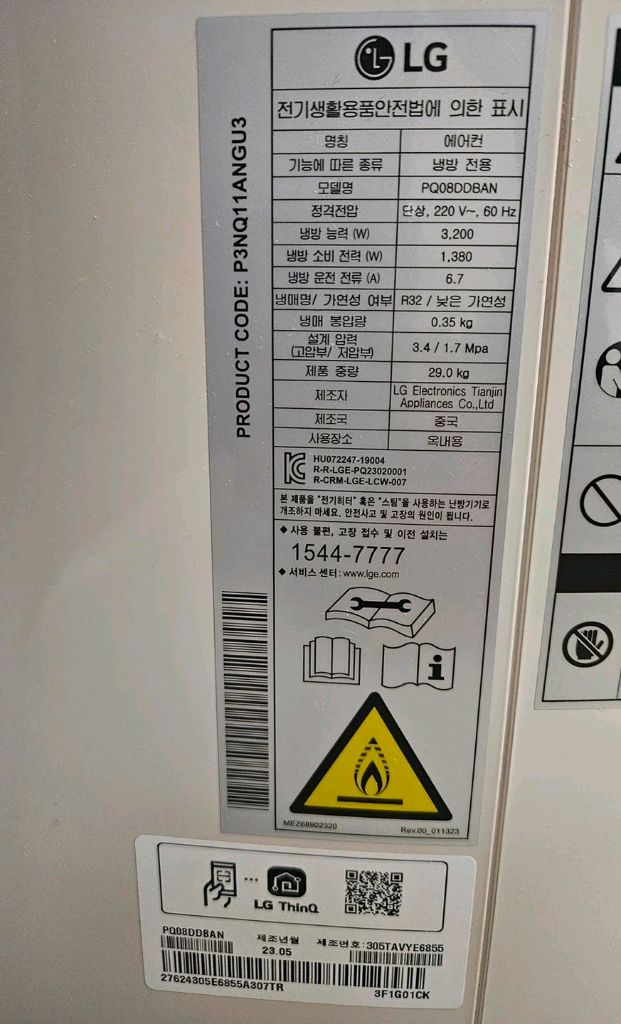 LG
전기생활용품안전법에 의한 표시
명칭 에어컨
기능에 따른 종류 냉방 전용
모델명 PQ08DDBAN
정격전압 단상, 220 V~, 60 Hz
냉방 능력 (W) 3,200
냉방 소비 전력 (W) 1,380
냉방 운전 전류 (A) 6.7
냉매명/ 가연성 여부 R32 / 낮은 가연성
냉매 봉입량 0.35 kg
설계 압력
(고압부/ 저압부) 3.4 / 1.7 Mpa
제품 중량 29.0 kg
제조자 LG Electronics Tianjin
Appliances Co.,Ltd
제조국 중국
사용장소 옥내용
HU072247-19004
R-R-LGE-PQ23020001
R-CRM-LGE-LCW-007
본 제품을 "전기히터" 혹은 "스팀"을 사용하는 난방기기로
개조하지 마세요. 안전사고 및 고장의 원인이 됩니다.
◆ 사용 불편, 고장 접수 및 이전 설치는
1544-7777
◆ 서비스 센터: www.lge.com
MEZ68902320 Rev.00_011323
PRODUCT CODE: P3NQ11ANGU3
LG ThinQ
PQ08DDBAN 제조년월 제조번호: 305TAVYE6855
23.05
27624305E6855A307TR 3F1G01CK